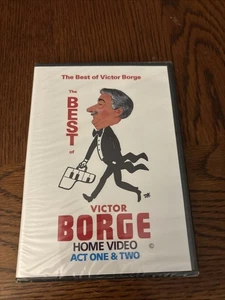 The Best of Victor Borge
The
BEST
of
VICTOR
BORGE
HOME VIDEO
©
ACT ONE & TWO